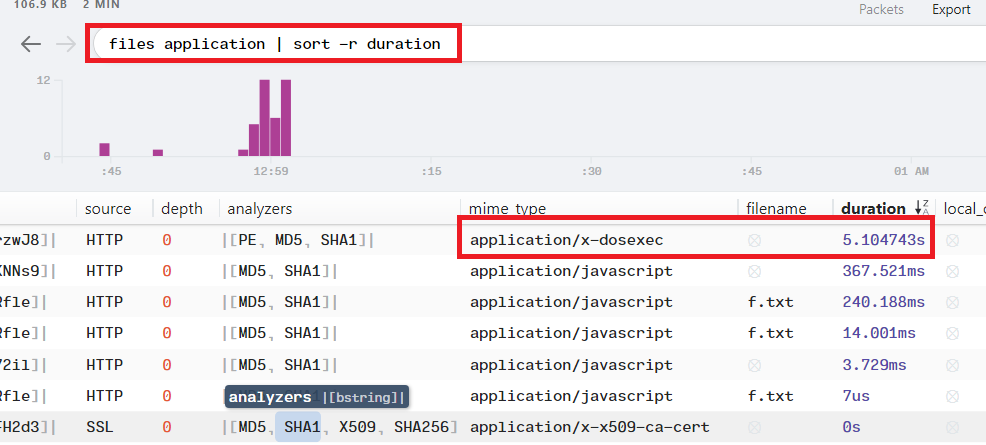 106.9 KB 2 MIN
Packets Export
files application | sort -r duration
12
0
:45 12:59 :15 :30 :45 01 AM
source depth analyzers mime_type filename duration local_
rzwJ8]| HTTP 0 |[PE, MD5, SHA1]| application/x-dosexec 5.104743s
KNNs9]| HTTP 0 |[MD5, SHA1]| application/javascript 367.521ms
Rfle]| HTTP 0 |[MD5, SHA1]| application/javascript f.txt 240.188ms
Rfle]| HTTP 0 |[MD5, SHA1]| application/javascript f.txt 14.001ms
72il]| HTTP 0 |[MD5, SHA1]| application/javascript 3.729ms
Rfle]| HTTP 0 analyzers |[bstring]| application/javascript f.txt 7us
FH2d3]| SSL 0 |[MD5, SHA1, X509, SHA256] application/x-x509-ca-cert 0s